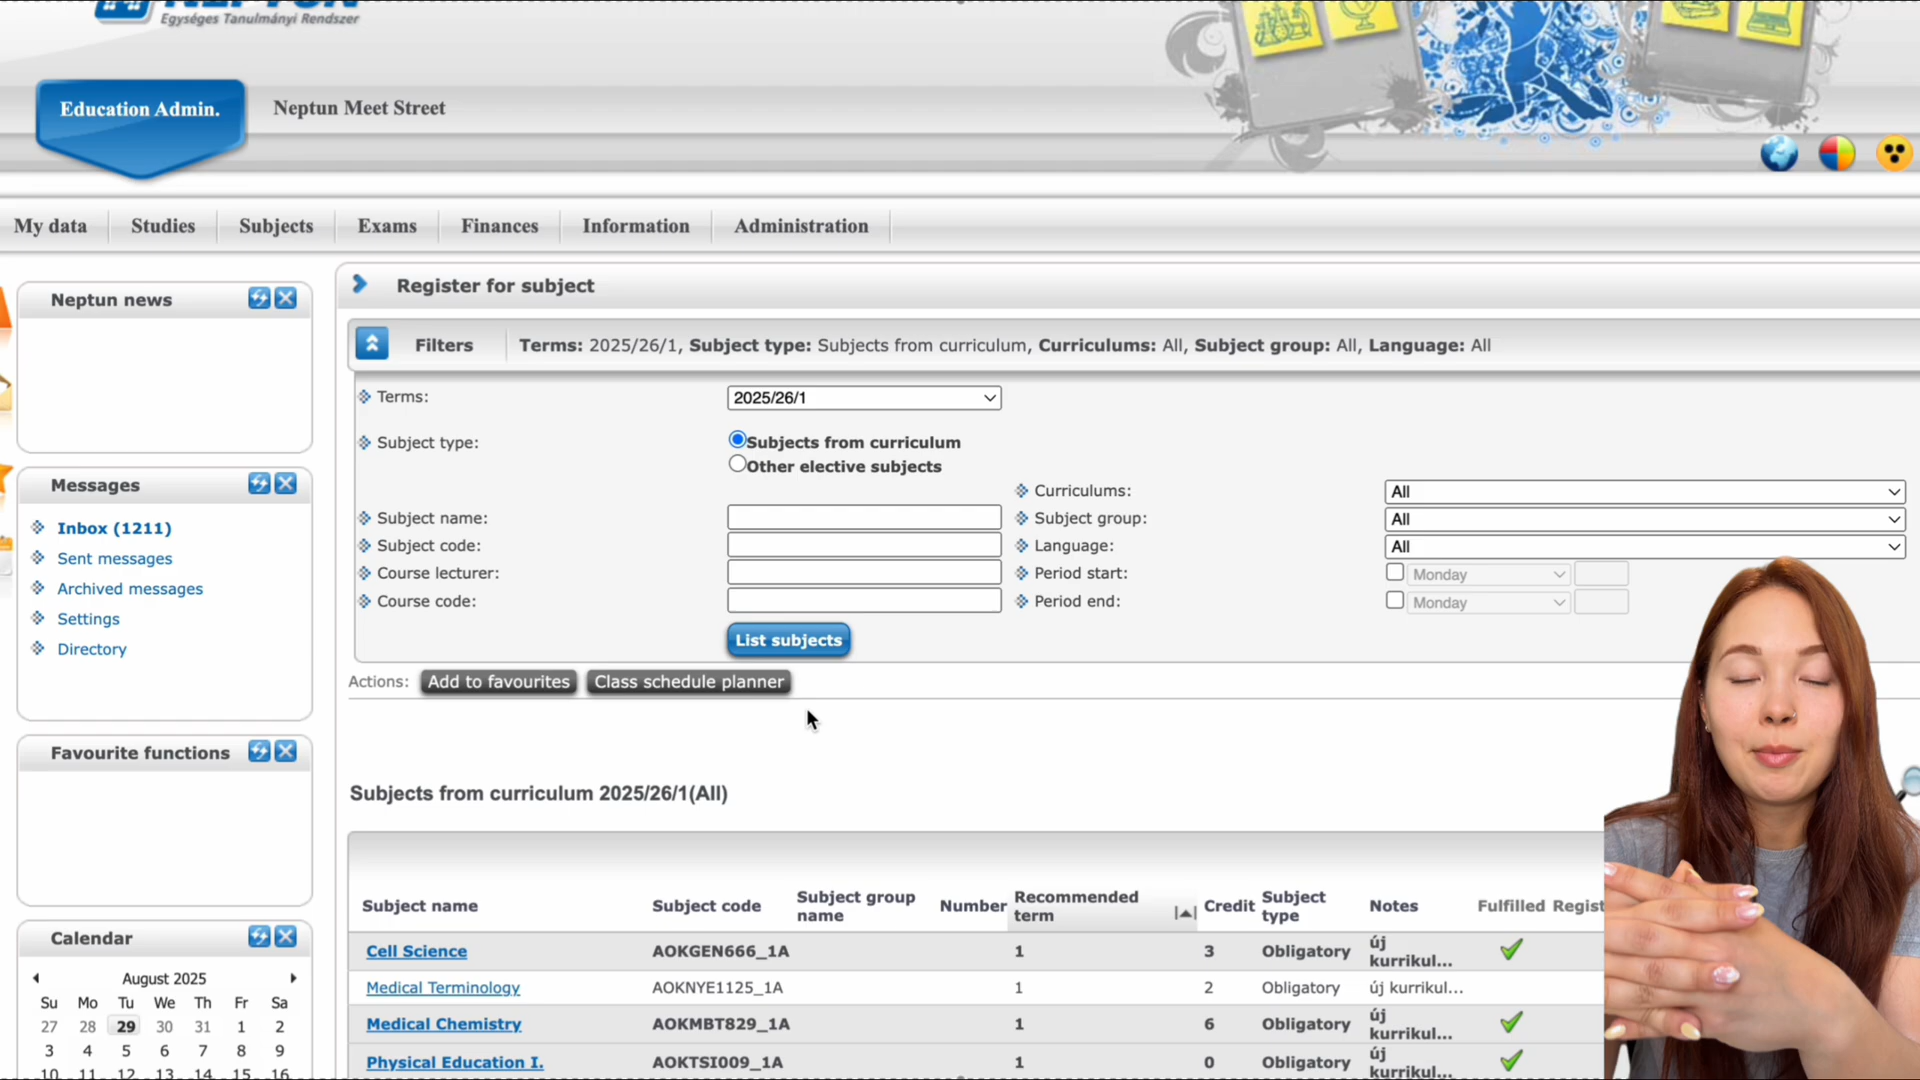 Egységes Tanulmányi Rendszer
Education Admin.
Neptun Meet Street
My data
Studies
Subjects
Exams
Finances
Information
Administration
Neptun news
Messages
Inbox (1211)
Sent messages
Archived messages
Settings
Directory
Favourite functions
Calendar
August 2025
Su Mo Tu We Th Fr Sa
27 28 29 30 31 1 2
3 4 5 6 7 8 9
10 11 12 13 14 15 16
Register for subject
Filters
Terms: 2025/26/1, Subject type: Subjects from curriculum, Curriculums: All, Subject group: All, Language: All
Terms: 2025/26/1
Subject type: Subjects from curriculum
Other elective subjects
Curriculums: All
Subject name: Subject group: All
Subject code: Language: All
Course lecturer: Period start: Monday
Course code: Period end: Monday
List subjects
Actions: Add to favourites Class schedule planner
Subjects from curriculum 2025/26/1(All)
Subject name Subject code Subject group name Number Recommended term Credit Subject type Notes Fulfilled Regist
Cell Science AOKGEN666_1A 1 3 Obligatory új kurrikul...
Medical Terminology AOKNYE1125_1A 1 2 Obligatory új kurrikul...
Medical Chemistry AOKMBT829_1A 1 6 Obligatory új kurrikul...
Physical Education I. AOKTSI009_1A 1 0 Obligatory új kurrikul...